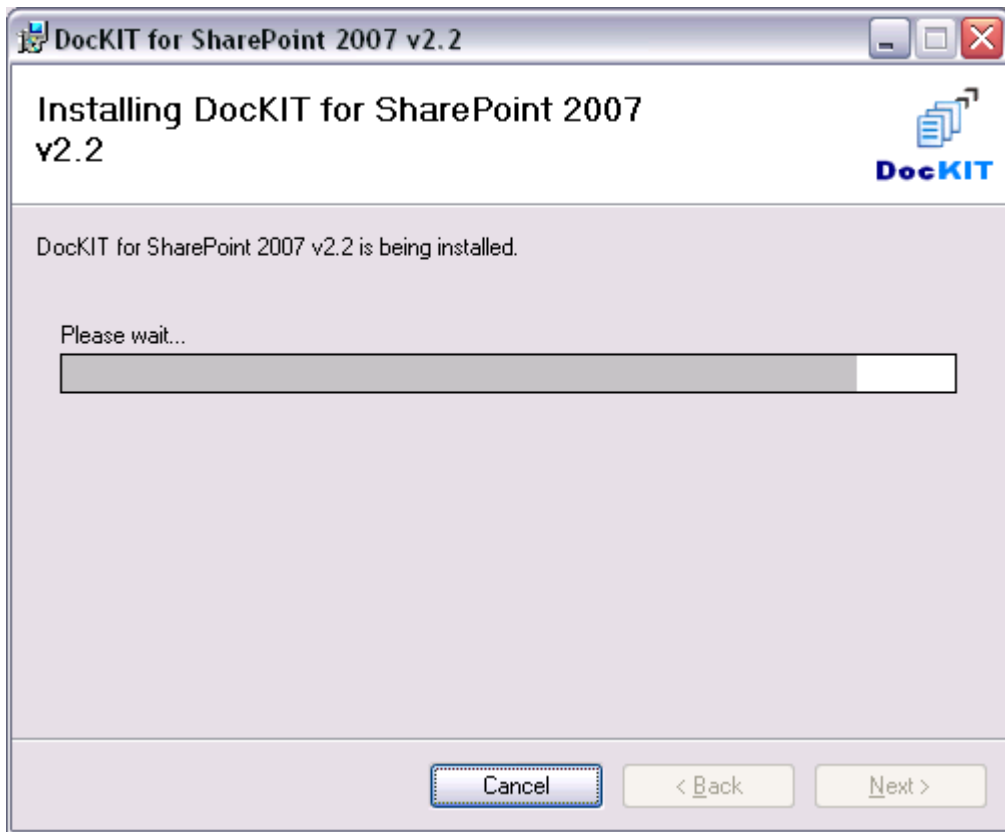 DocKIT for SharePoint 2007 v2.2
Installing DocKIT for SharePoint 2007
v2.2
DocKIT
DocKIT for SharePoint 2007 v2.2 is being installed.
Please wait...
Cancel
< Back
Next >